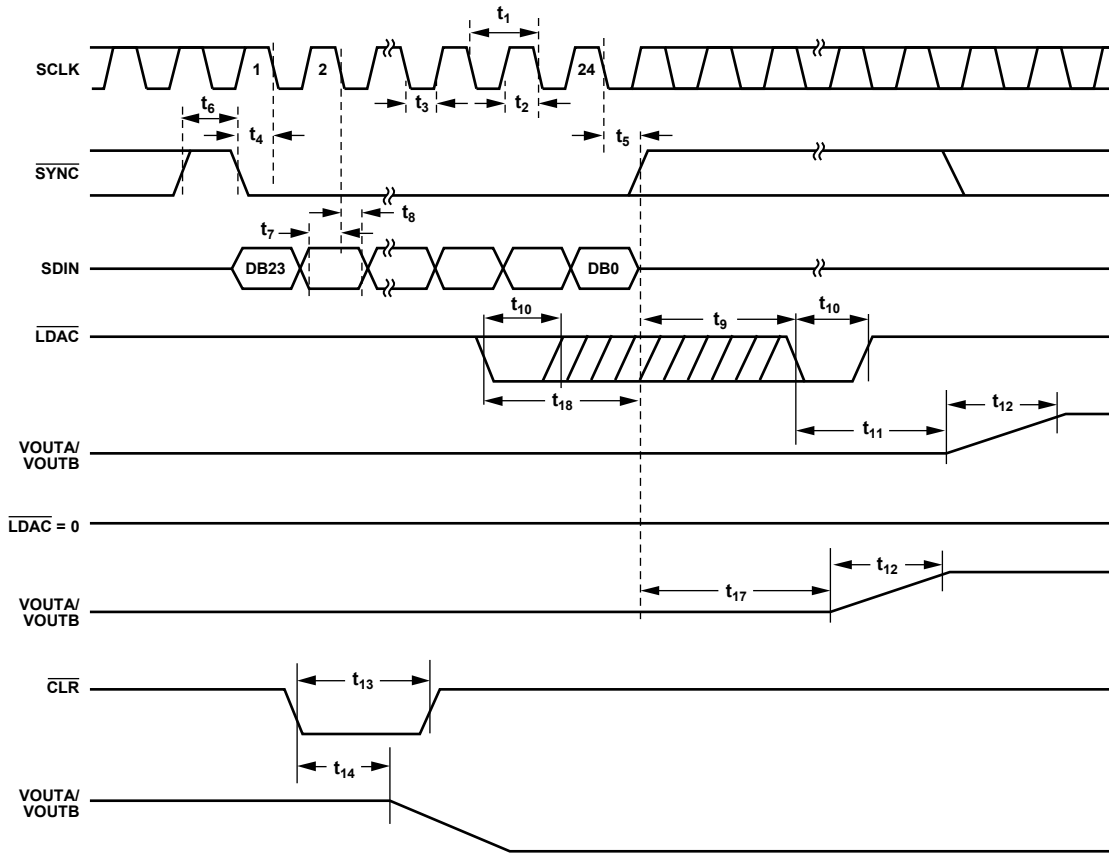 t1
SCLK
1
2
24
t3
t2
t6
t4
t5
SYNC
t7
t8
SDIN
DB23
DB0
t10
t9
t10
LDAC
t18
t11
t12
VOUTA/
VOUTB
LDAC = 0
t17
t12
VOUTA/
VOUTB
CLR
t13
t14
VOUTA/
VOUTB